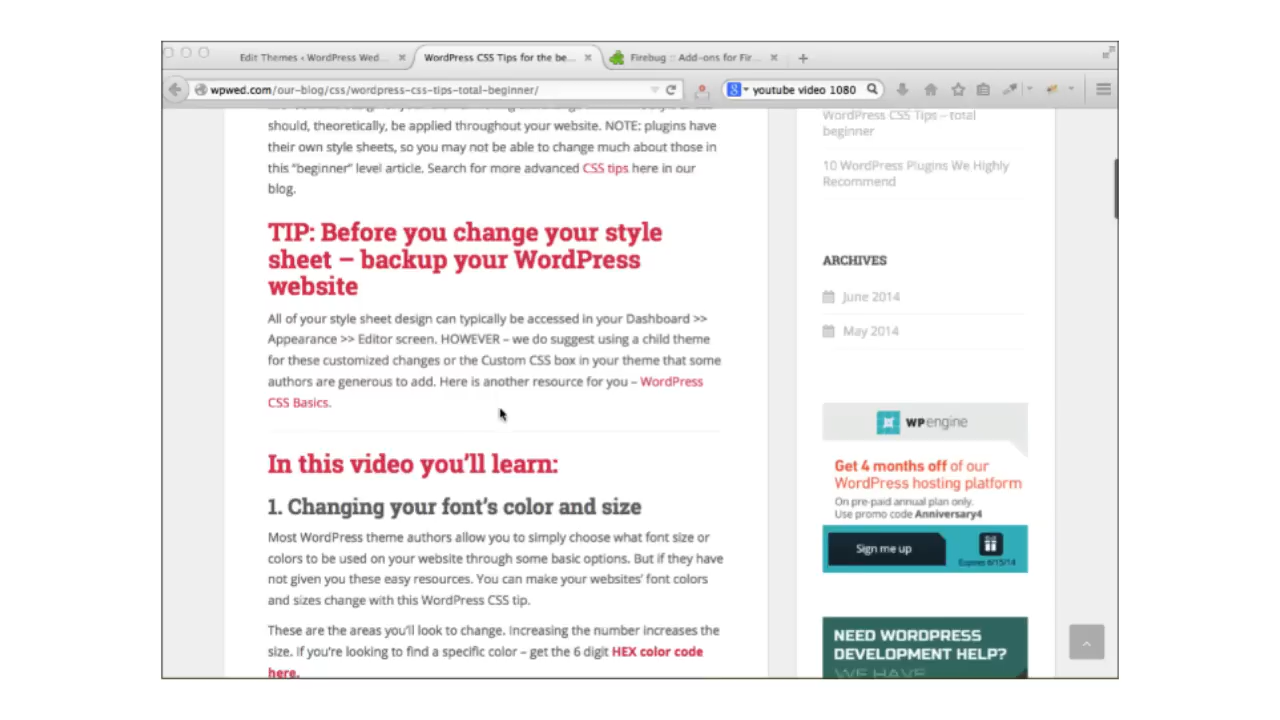 Edit Themes ‹ WordPress Wed...
WordPress CSS Tips for the be...
Firebug :: Add-ons for Fir...
wpwed.com/our-blog/css/wordpress-css-tips-total-beginner/
youtube video 1080
should, theoretically, be applied throughout your website. NOTE: plugins have
their own style sheets, so you may not be able to change much about those in
this "beginner" level article. Search for more advanced CSS tips here in our
blog.
TIP: Before you change your style
sheet – backup your WordPress
website
All of your style sheet design can typically be accessed in your Dashboard >>
Appearance >> Editor screen. HOWEVER – we do suggest using a child theme
for these customized changes or the Custom CSS box in your theme that some
authors are generous to add. Here is another resource for you – WordPress
CSS Basics.
In this video you'll learn:
1. Changing your font's color and size
Most WordPress theme authors allow you to simply choose what font size or
colors to be used on your website through some basic options. But if they have
not given you these easy resources. You can make your websites' font colors
and sizes change with this WordPress CSS tip.
These are the areas you'll look to change. Increasing the number increases the
size. If you're looking to find a specific color – get the 6 digit HEX color code
here.
WordPress CSS Tips – total
beginner
10 WordPress Plugins We Highly
Recommend
ARCHIVES
June 2014
May 2014
WPengine
Get 4 months off of our
WordPress hosting platform
On pre-paid annual plan only.
Use promo code Anniversary4
Sign me up
Expires 6/15/14
NEED WORDPRESS
DEVELOPMENT HELP?
WE HAVE